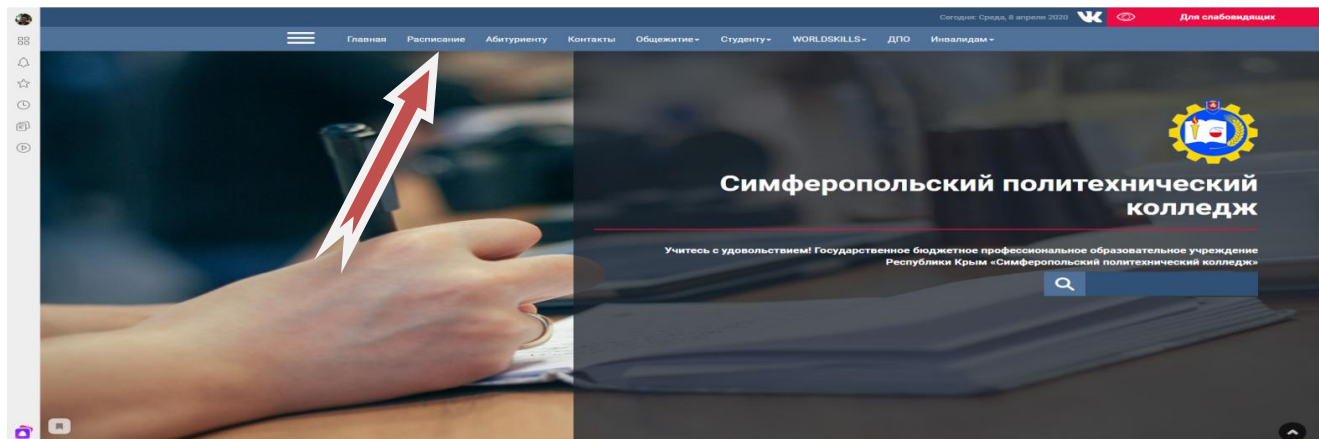 Сегодня: Среда, 8 апреля 2020
Для слабовидящих
Главная Расписание Абитуриенту Контакты Общежитие Студенту WORLDSKILLS ДПО Инвалидам
Симферопольский политехнический
колледж
Учитесь с удовольствием! Государственное бюджетное профессиональное образовательное учреждение
Республики Крым «Симферопольский политехнический колледж»